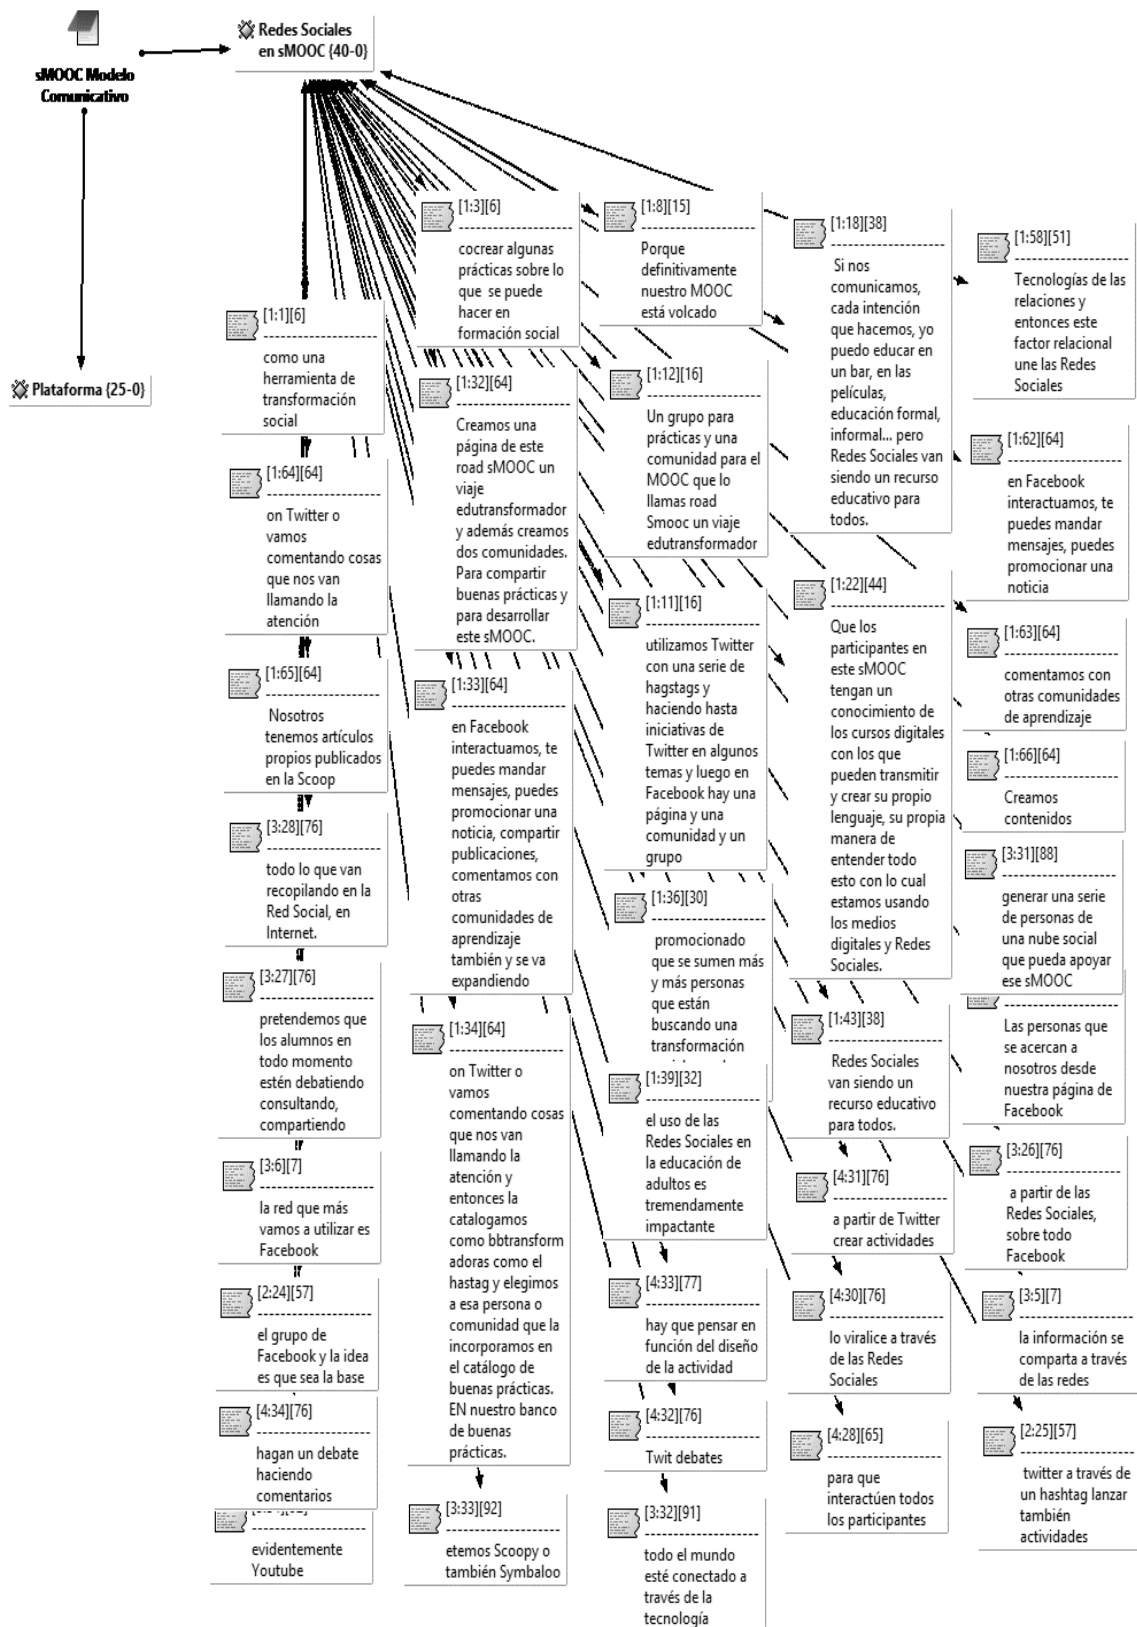 sMOOC Modelo
Comunicativo
Redes Sociales
en sMOOC {40-0}
Plataforma {25-0}
[1:1][6]
como una
herramienta de
transformación
social
[1:64][64]
on Twitter o
vamos
comentando cosas
que nos van
llamando la
atención
[1:65][64]
Nosotros
tenemos artículos
propios publicados
en la Scoop
[3:28][76]
todo lo que van
recopilando en la
Red Social, en
Internet.
[3:27][76]
pretendemos que
los alumnos en
todo momento
estén debatiendo
consultando,
compartiendo
[3:6][7]
la red que más
vamos a utilizar es
Facebook
[2:24][57]
el grupo de
Facebook y la idea
es que sea la base
[4:34][76]
hagan un debate
haciendo
comentarios
evidentemente
Youtube
[1:3][6]
cocrear algunas
prácticas sobre lo
que se puede
hacer en
formación social
[1:32][64]
Creamos una
página de este
road sMOOC un
viaje
edutransformador
y además creamos
dos comunidades.
Para compartir
buenas prácticas y
para desarrollar
este sMOOC.
[1:33][64]
en Facebook
interactuamos, te
puedes mandar
mensajes, puedes
promocionar una
noticia, compartir
publicaciones,
comentamos con
otras
comunidades de
aprendizaje
también y se va
expandiendo
[1:34][64]
on Twitter o
vamos
comentando cosas
que nos van
llamando la
atención y
entonces la
catalogamos
como bbtransform
adoras como el
hastag y elegimos
a esa persona o
comunidad que la
incorporamos en
el catálogo de
buenas prácticas.
EN nuestro banco
de buenas
prácticas.
[3:33][92]
etemos Scoopy o
también Symbaloo
[1:8][15]
Porque
definitivamente
nuestro MOOC
está volcado
[1:12][16]
Un grupo para
prácticas y una
comunidad para el
MOOC que lo
llamas road
Smooc un viaje
edutransformador
[1:11][16]
utilizamos Twitter
con una serie de
hagstags y
haciendo hasta
iniciativas de
Twitter en algunos
temas y luego en
Facebook hay una
página y una
comunidad y un
grupo
[1:36][30]
promocionado
que se sumen más
y más personas
que están
buscando una
transformación
[1:39][32]
el uso de las
Redes Sociales en
la educación de
adultos es
tremendamente
impactante
[4:33][77]
hay que pensar en
función del diseño
de la actividad
[4:32][76]
Twit debates
[3:32][91]
todo el mundo
esté conectado a
través de la
tecnología
[1:18][38]
Si nos
comunicamos,
cada intención
que hacemos, yo
puedo educar en
un bar, en las
películas,
educación formal,
informal... pero
Redes Sociales van
siendo un recurso
educativo para
todos.
[1:22][44]
Que los
participantes en
este sMOOC
tengan un
conocimiento de
los cursos digitales
con los que
pueden transmitir
y crear su propio
lenguaje, su propia
manera de
entender todo
esto con lo cual
estamos usando
los medios
digitales y Redes
Sociales.
[1:43][38]
Redes Sociales
van siendo un
recurso educativo
para todos.
[4:31][76]
a partir de Twitter
crear actividades
[4:30][76]
lo viralice a través
de las Redes
Sociales
[4:28][65]
para que
interactúen todos
los participantes
[1:58][51]
Tecnologías de las
relaciones y
entonces este
factor relacional
une las Redes
Sociales
[1:62][64]
en Facebook
interactuamos, te
puedes mandar
mensajes, puedes
promocionar una
noticia
[1:63][64]
comentamos con
otras comunidades
de aprendizaje
[1:66][64]
Creamos
contenidos
[3:31][88]
generar una serie
de personas de
una nube social
que pueda apoyar
ese sMOOC
Las personas que
se acercan a
nosotros desde
nuestra página de
Facebook
[3:26][76]
a partir de las
Redes Sociales,
sobre todo
Facebook
[3:5][7]
la información se
comparta a través
de las redes
[2:25][57]
twitter a través de
un hashtag lanzar
también
actividades